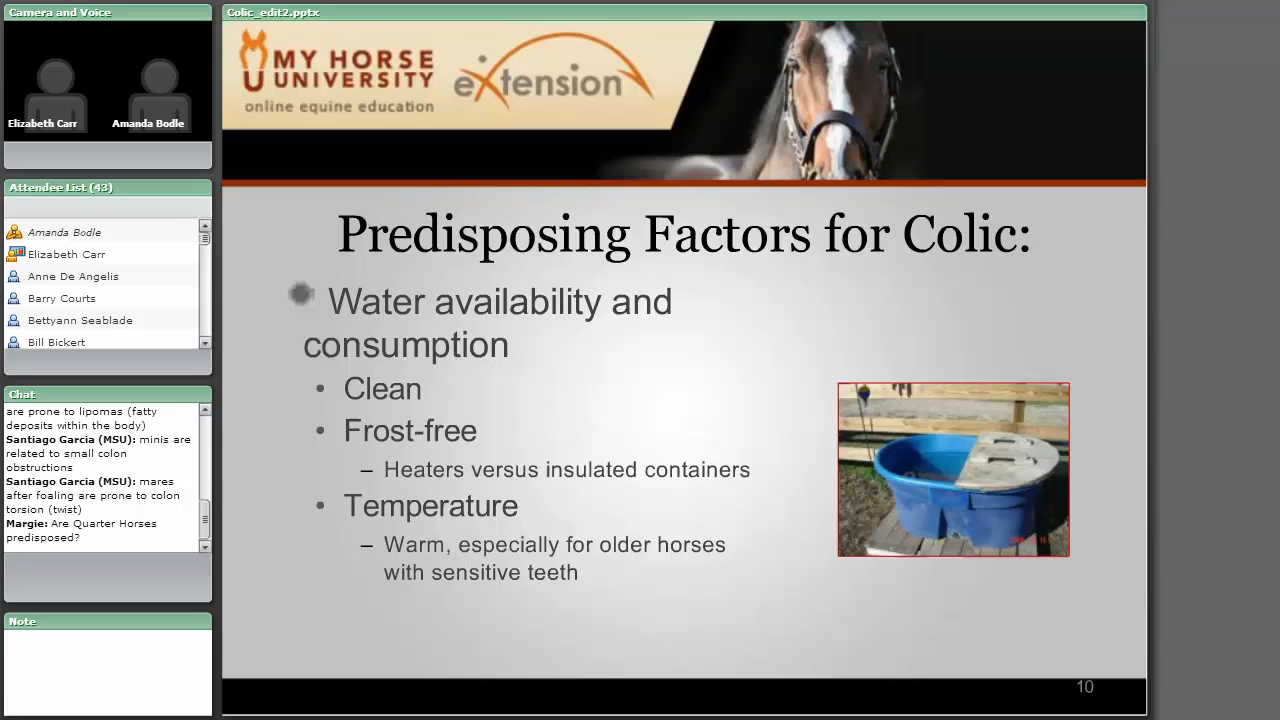 Camera and Voice
Elizabeth Carr
Amanda Bodle
Attendee List (43)
Amanda Bodle
Elizabeth Carr
Anne De Angelis
Barry Courts
Bettyann Seablade
Bill Bickert
Chat
are prone to lipomas (fatty
deposits within the body)
Santiago Garcia (MSU): minis are
related to small colon
obstructions
Santiago Garcia (MSU): mares
after foaling are prone to colon
torsion (twist)
Margie: Are Quarter Horses
predisposed?
Note
Colic_edit2.pptx
MY HORSE
UNIVERSITY
online equine education
eXtension
Predisposing Factors for Colic:
Water availability and
consumption
• Clean
• Frost-free
– Heaters versus insulated containers
• Temperature
– Warm, especially for older horses
with sensitive teeth
10